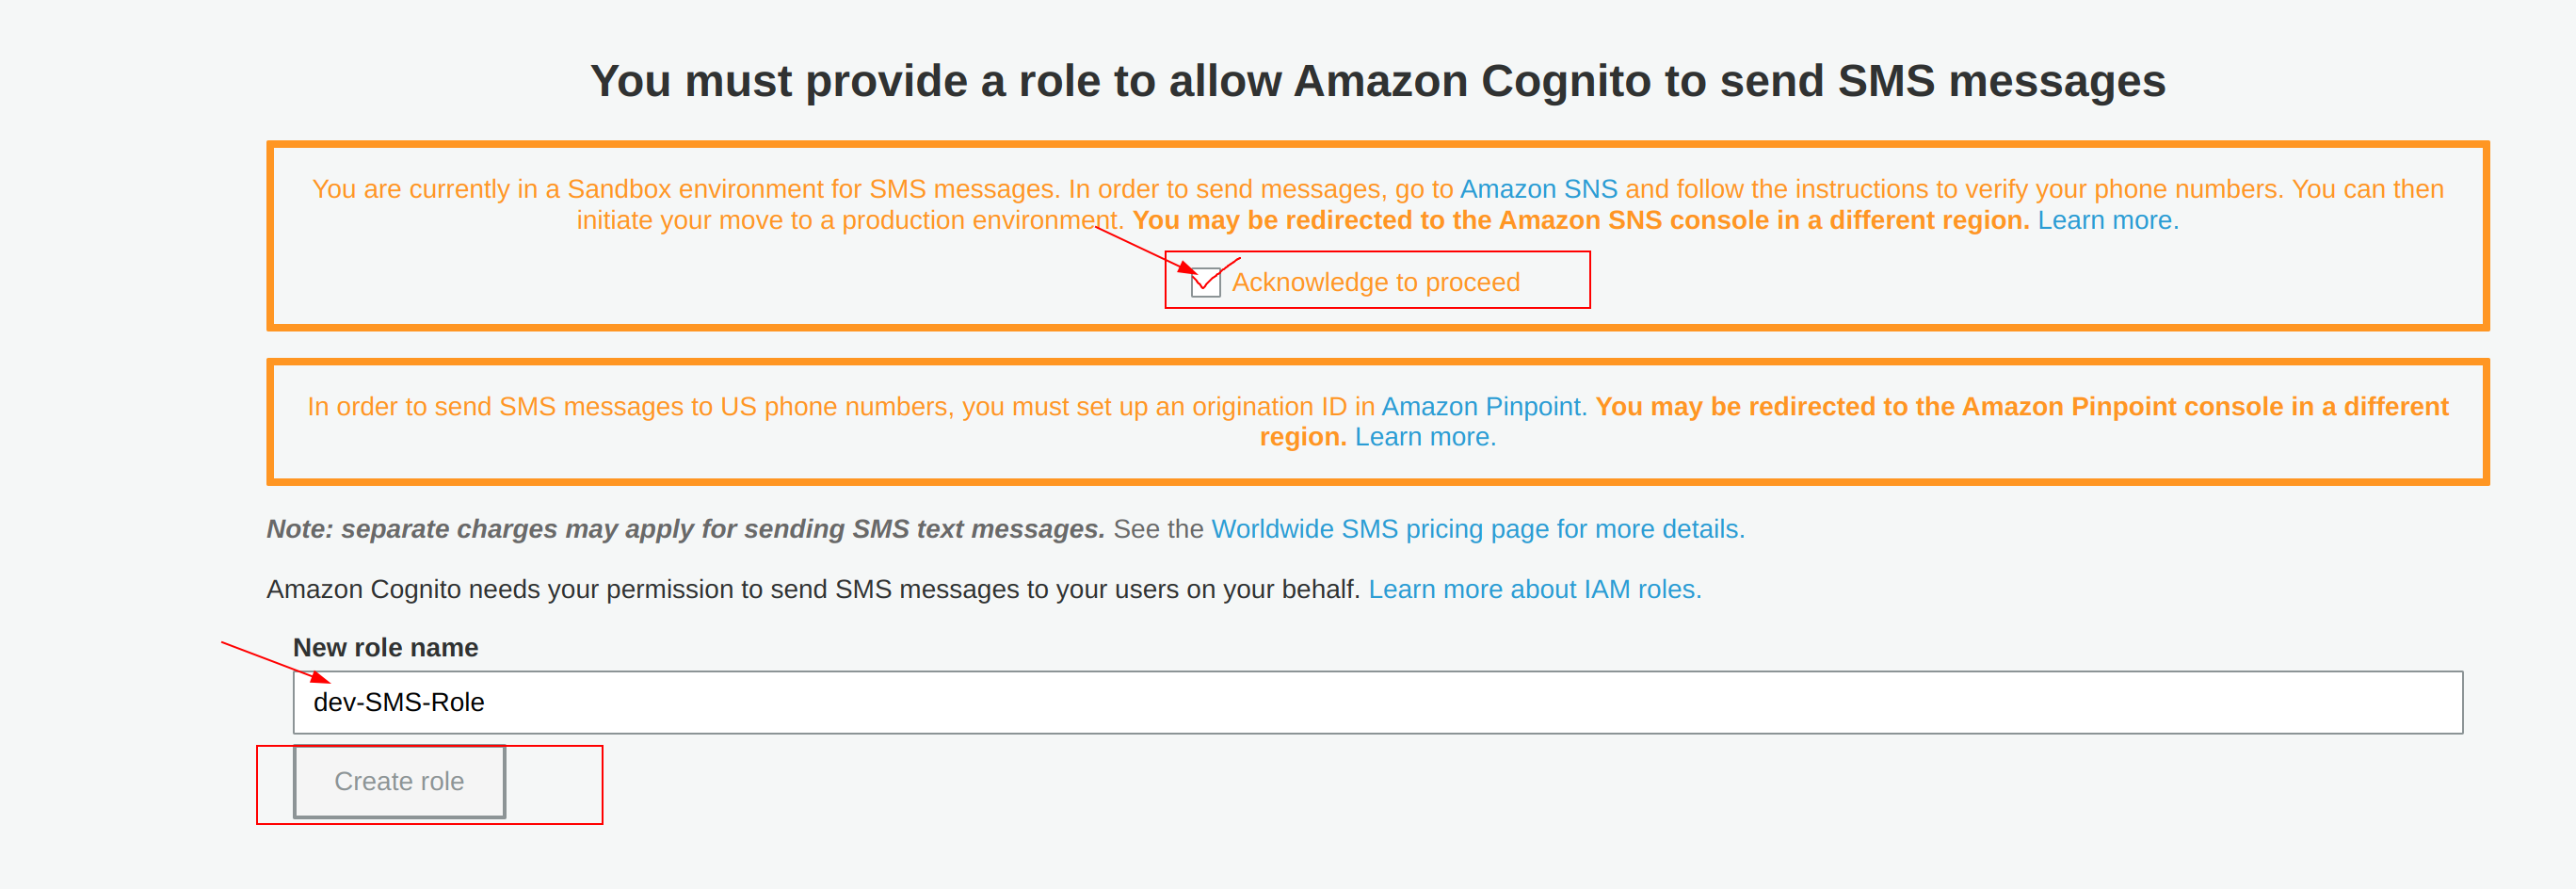 You must provide a role to allow Amazon Cognito to send SMS messages
You are currently in a Sandbox environment for SMS messages. In order to send messages, go to Amazon SNS and follow the instructions to verify your phone numbers. You can then
initiate your move to a production environment. You may be redirected to the Amazon SNS console in a different region. Learn more.
Acknowledge to proceed
In order to send SMS messages to US phone numbers, you must set up an origination ID in Amazon Pinpoint. You may be redirected to the Amazon Pinpoint console in a different
region. Learn more.
Note: separate charges may apply for sending SMS text messages. See the Worldwide SMS pricing page for more details.
Amazon Cognito needs your permission to send SMS messages to your users on your behalf. Learn more about IAM roles.
New role name
dev-SMS-Role
Create role